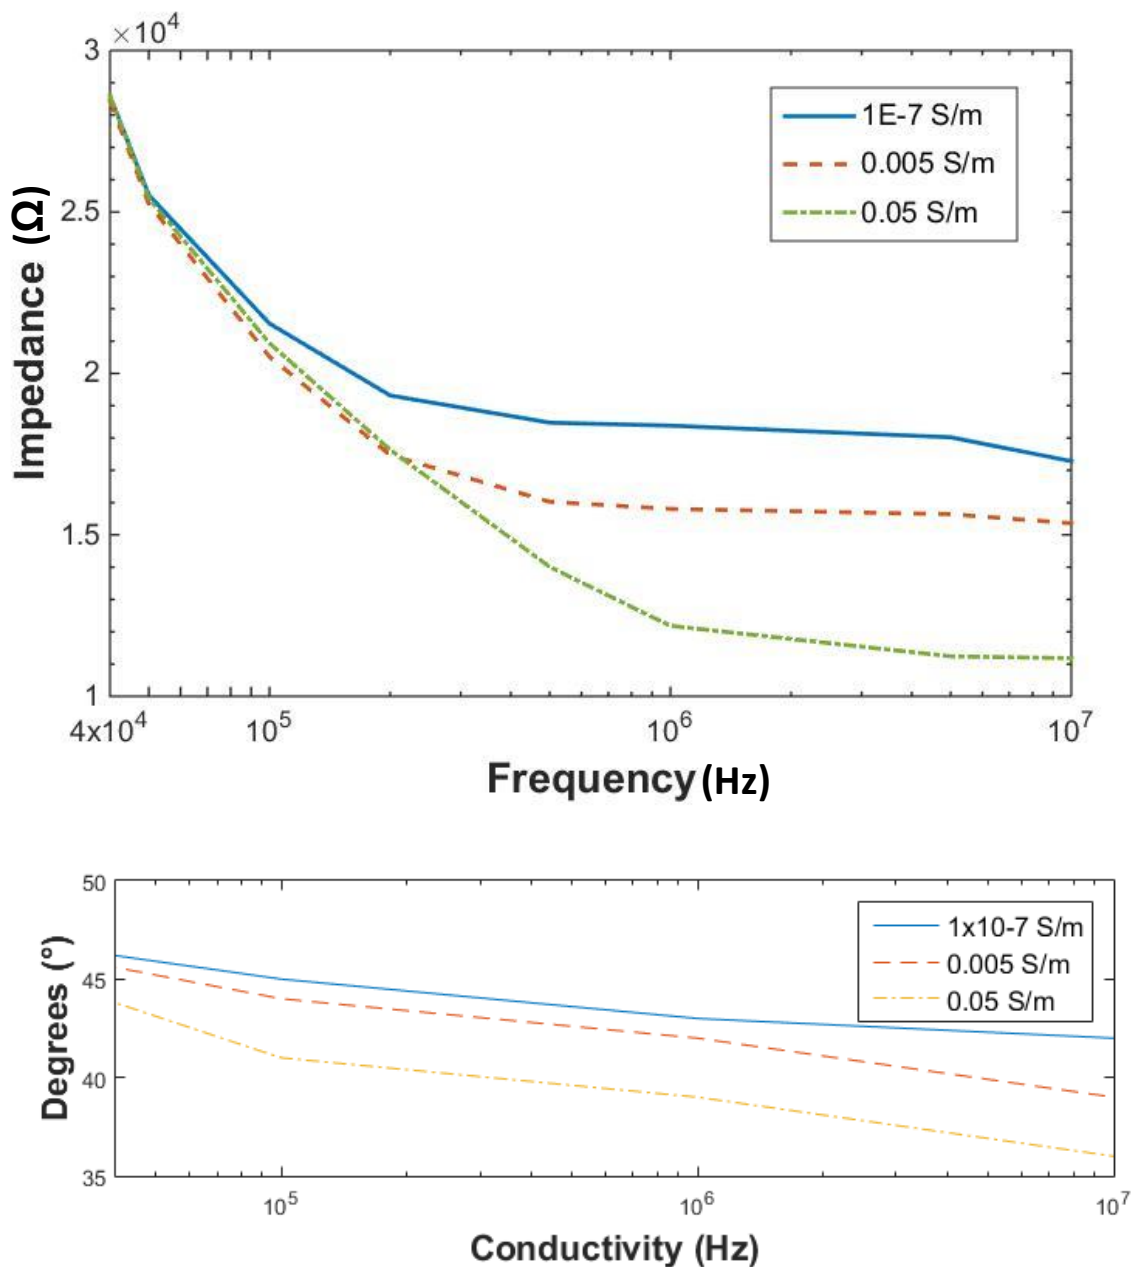 ×10⁴
3
2.5
2
1.5
1
Impedance (Ω)
1E-7 S/m
0.005 S/m
0.05 S/m
4x10⁴
10⁵
10⁶
10⁷
Frequency (Hz)
50
45
40
35
Degrees (°)
1x10-7 S/m
0.005 S/m
0.05 S/m
10⁵
10⁶
10⁷
Conductivity (Hz)